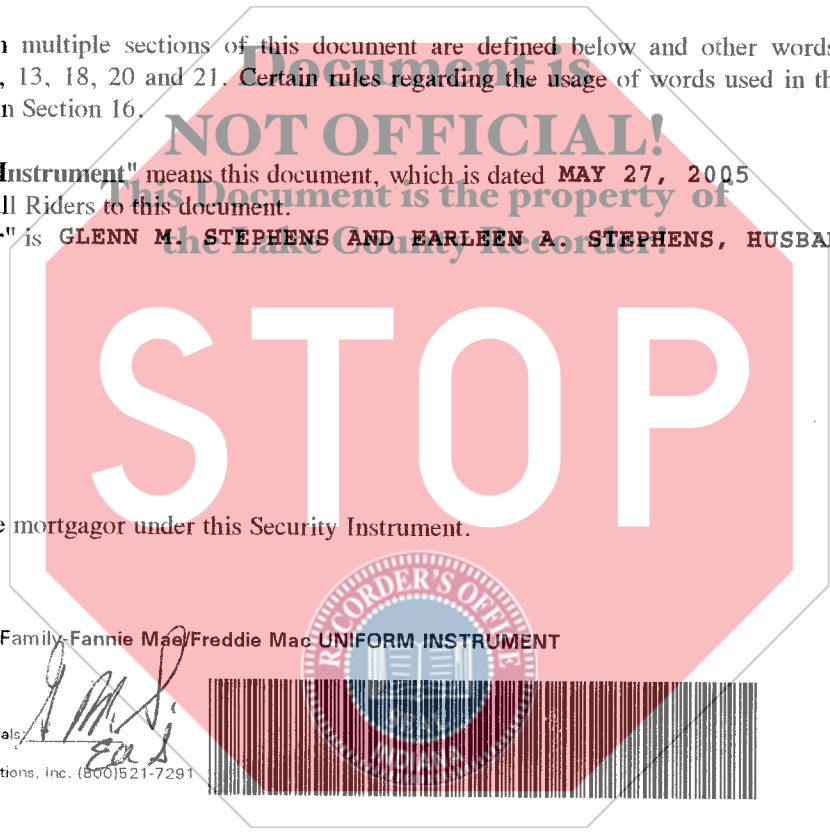 multiple sections of this document are defined below and other words
, 13, 18, 20 and 21. Certain rules regarding the usage of words used in th
n Section 16.
Document is
NOT OFFICIAL!
This Document is the property of
the Lake County Recorder!
Instrument" means this document, which is dated MAY 27, 2005
ll Riders to this document.
" is GLENN M. STEPHENS AND EARLEEN A. STEPHENS, HUSBA
STOP
e mortgagor under this Security Instrument.
RECORDER'S OFFICE
SEAL
INDIANA
Family-Fannie Mae/Freddie Mac UNIFORM INSTRUMENT
G M. S.
als:
Ea S
tions, Inc. (800)521-7291